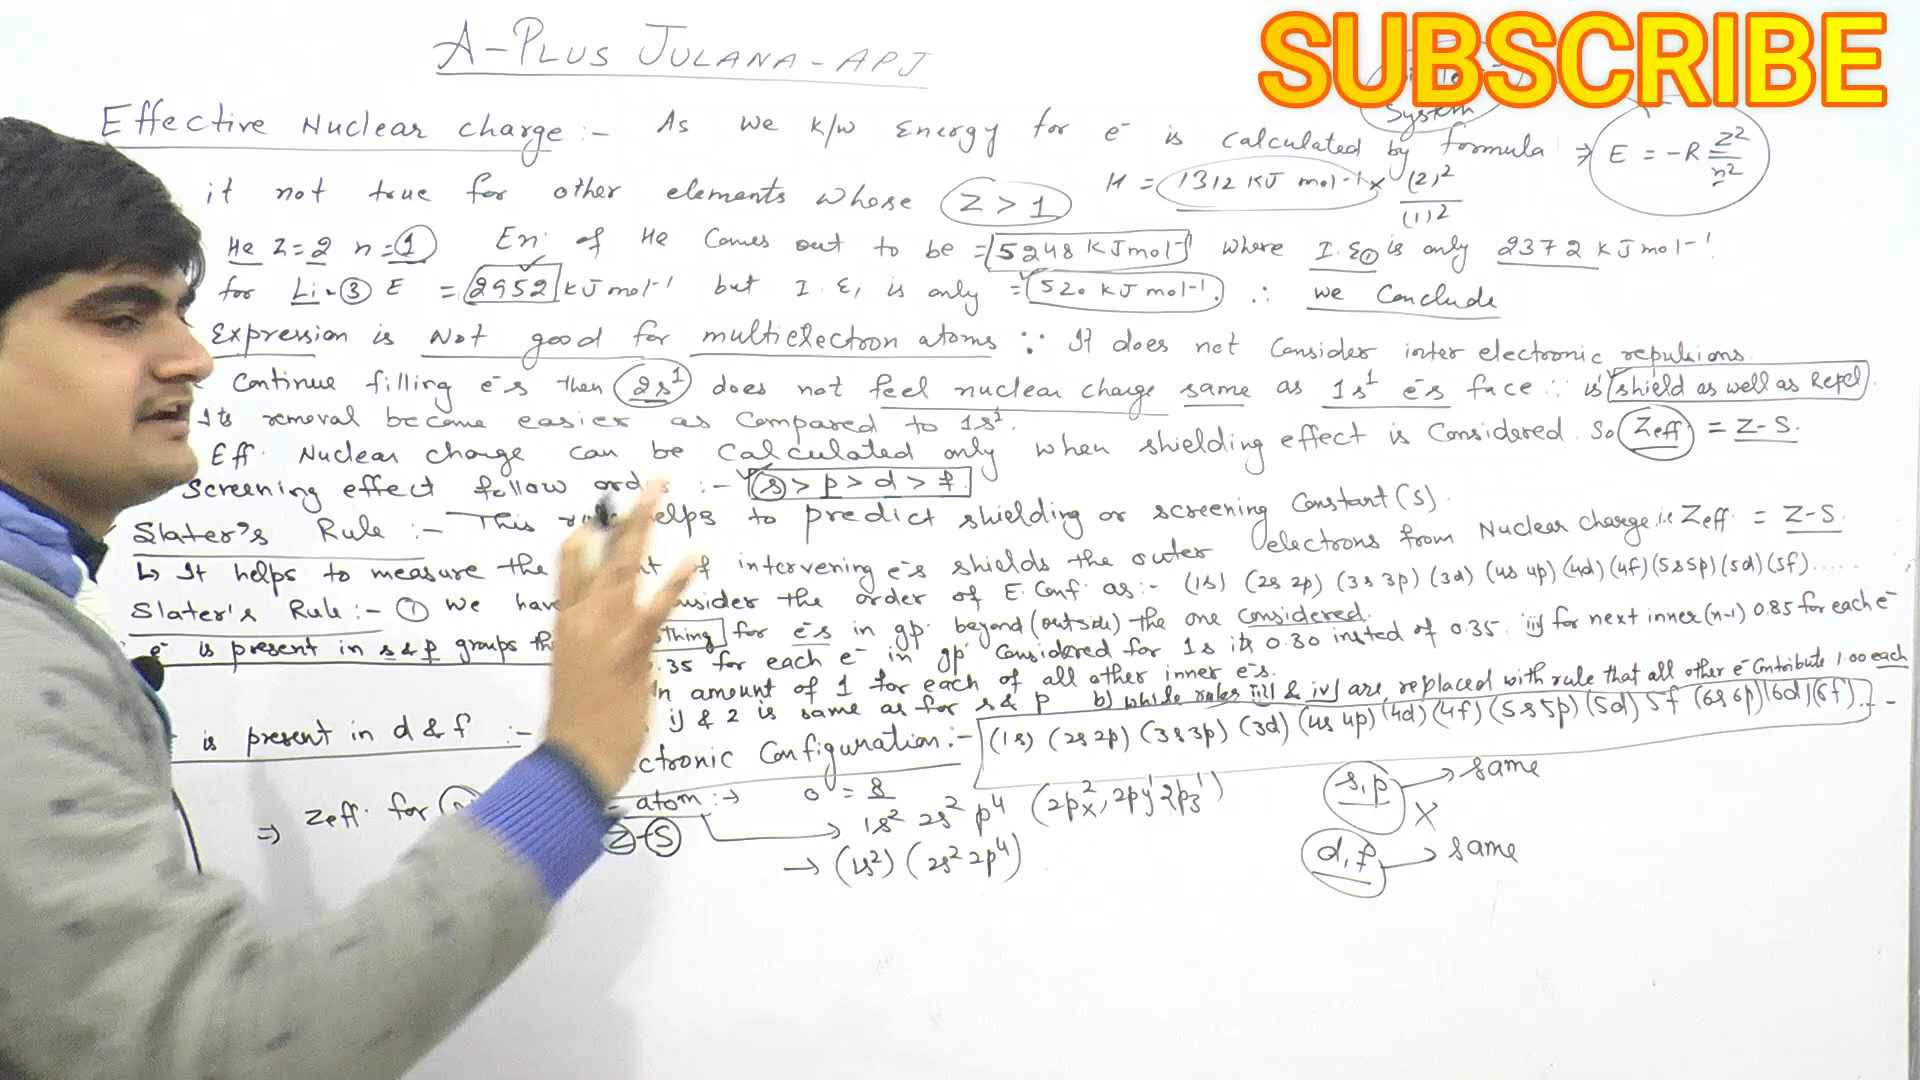 A-PLUS JULANA-APJ
SUBSCRIBE
System
Effective Nuclear charge :- As we k/w Energy for e⁻ is calculated by formula ⇒ E = -R Z²/n²
it not true for other elements whose Z > 1 H = 1312 KJ mol⁻¹ × (2)²/(1)²
He Z=2 n=1 En. of He Comes out to be = 5248 KJmol⁻¹ where I.E① is only 2372 KJmol⁻¹
for Li-③ E = 2952 KJmol⁻¹ but I.E₁ is only = 520 KJ mol⁻¹ ∴ we Conclude
Expression is Not good for multielectron atoms ∵ It does not Consider inter electronic repulsions.
Continue filling e⁻s then 2s¹ does not feel nuclear charge same as 1s¹ e⁻s face ∴ is shield as well as Repel.
Its removal become easier as Compared to 1s¹.
Eff. Nuclear charge can be Calculated only when shielding effect is Considered. So Zeff = Z-S.
Screening effect follow :- s > p > d > f
Slater's Rule :- This helps to predict shielding or screening Constant (S).
↳ It helps to measure the of intervening e⁻s shields the outer electrons from Nuclear charge i.e Zeff = Z-S
Slater's Rule :- ① We have the order of E. Conf as :- (1s) (2s 2p) (3s 3p) (3d) (4s 4p) (4d) (4f) (5s 5p) (5d) (5f).....
e⁻ is present in s & p groups for e⁻s in gp. beyond (outside) the one Considered.
.35 for each e⁻ in gp Considered for 1s its 0.30 insted of 0.35. iii) for next inner (n-1) 0.85 for each e⁻
In amount of 1 for each of all other inner e⁻s.
is present in d & f :- i) & 2 is same as for s & p b) while rules iii) & iv) are replaced with rule that all other e⁻ Contribute 1.00 each
Configuration :- (1s) (2s 2p) (3s 3p) (3d) (4s 4p) (4d) (4f) (5s 5p) (5d) 5f (6s 6p) (6d) (6f)..-
⇒ Zeff. for atom :→ O = 8
Z-S → 1s² 2s² p⁴ (2px², 2py¹ 2pz¹)
→ (1s²) (2s² 2p⁴)
s,p → same
X
d,f → same